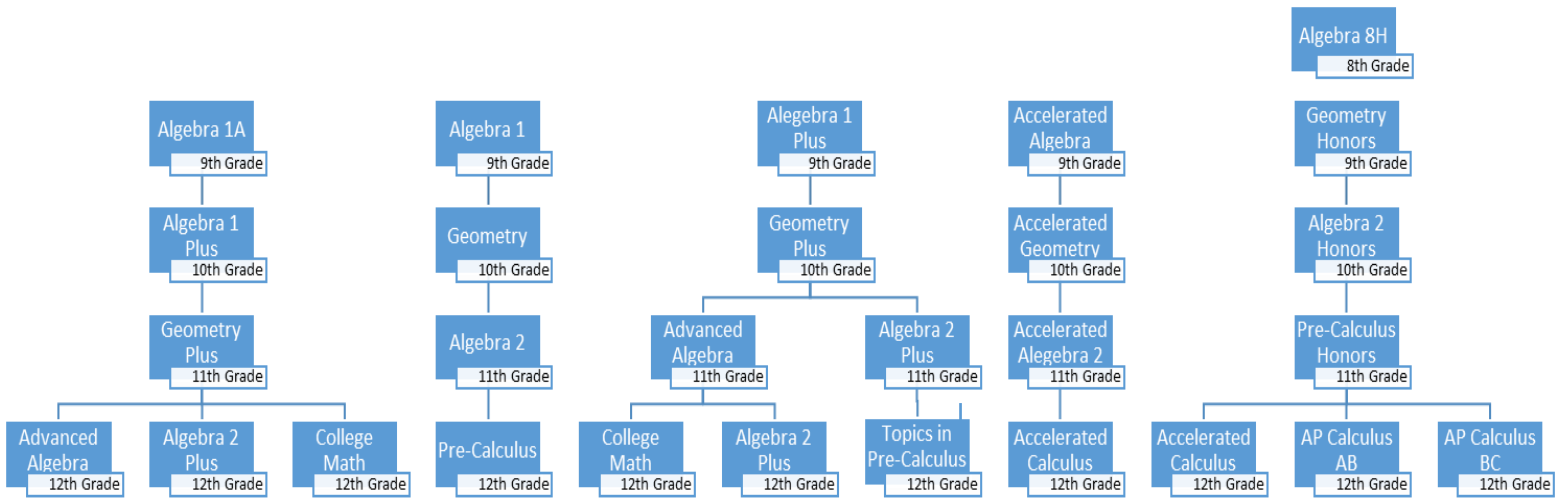 Algebra 8H
8th Grade
Algebra 1A
9th Grade
Algebra 1
9th Grade
Alegebra 1
Plus
9th Grade
Accelerated
Algebra
9th Grade
Geometry
Honors
9th Grade
Algebra 1
Plus
10th Grade
Geometry
10th Grade
Geometry
Plus
10th Grade
Accelerated
Geometry
10th Grade
Algebra 2
Honors
10th Grade
Geometry
Plus
11th Grade
Algebra 2
11th Grade
Advanced
Algebra
11th Grade
Algebra 2
Plus
11th Grade
Accelerated
Alegebra 2
11th Grade
Pre-Calculus
Honors
11th Grade
Advanced
Algebra
12th Grade
Algebra 2
Plus
12th Grade
College
Math
12th Grade
Pre-Calculus
12th Grade
College
Math
12th Grade
Algebra 2
Plus
12th Grade
Topics in
Pre-Calculus
12th Grade
Accelerated
Calculus
12th Grade
Accelerated
Calculus
12th Grade
AP Calculus
AB
12th Grade
AP Calculus
BC
12th Grade